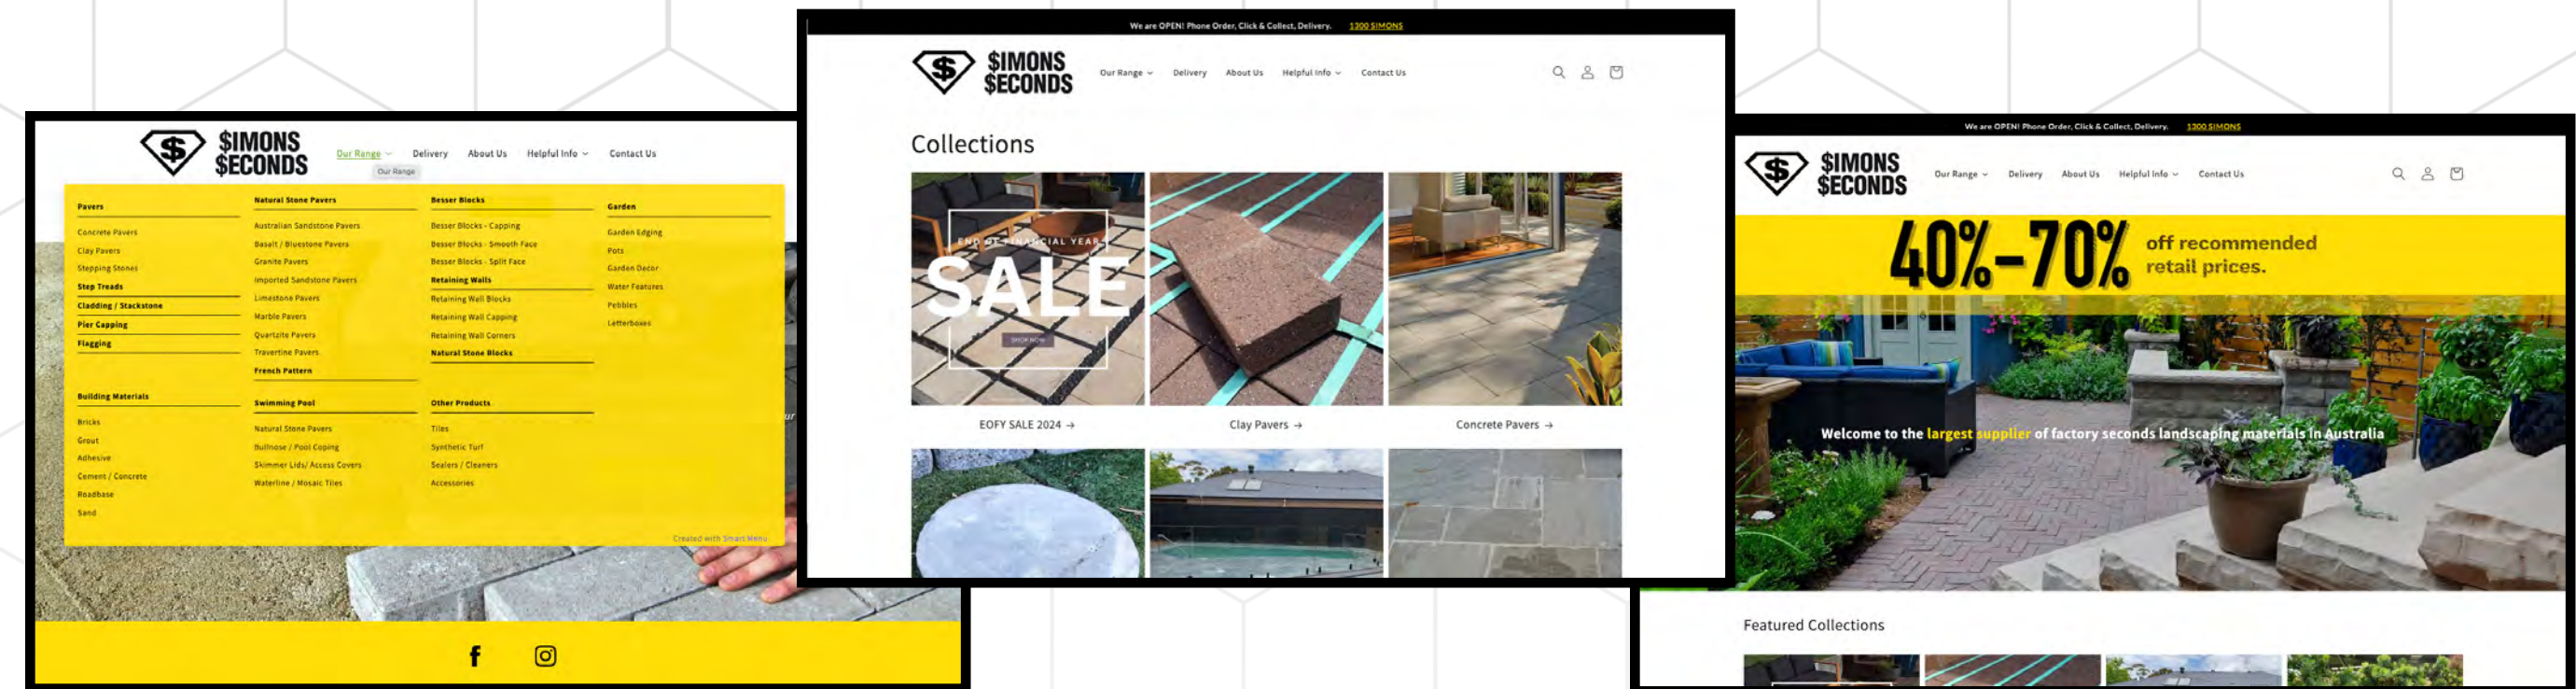 $IMONS
$ECONDS
Our Range
Delivery
About Us
Helpful Info
Contact Us
Our Range
Pavers
Concrete Pavers
Clay Pavers
Stepping Stones
Step Treads
Cladding / Stackstone
Pier Capping
Flagging
Natural Stone Pavers
Australian Sandstone Pavers
Basalt / Bluestone Pavers
Granite Pavers
Imported Sandstone Pavers
Limestone Pavers
Marble Pavers
Quartzite Pavers
Travertine Pavers
French Pattern
Besser Blocks
Besser Blocks - Capping
Besser Blocks - Smooth Face
Besser Blocks - Split Face
Retaining Walls
Retaining Wall Blocks
Retaining Wall Capping
Retaining Wall Corners
Natural Stone Blocks
Garden
Garden Edging
Pots
Garden Decor
Water Features
Pebbles
Letterboxes
Building Materials
Bricks
Grout
Adhesive
Cement / Concrete
Roadbase
Sand
Swimming Pool
Natural Stone Pavers
Bullnose / Pool Coping
Skimmer Lids/ Access Covers
Waterline / Mosaic Tiles
Other Products
Tiles
Synthetic Turf
Sealers / Cleaners
Accessories
Created with Smart Menu
We are OPEN! Phone Order, Click & Collect, Delivery. 1300 SIMONS
$IMONS
$ECONDS
Our Range
Delivery
About Us
Helpful Info
Contact Us
Collections
END OF FINANCIAL YEAR
SALE
SHOP NOW
EOFY SALE 2024 →
Clay Pavers →
Concrete Pavers →
We are OPEN! Phone Order, Click & Collect, Delivery. 1300 SIMONS
$IMONS
$ECONDS
Our Range
Delivery
About Us
Helpful Info
Contact Us
40%-70%
off recommended
retail prices.
Welcome to the largest supplier of factory seconds landscaping materials in Australia
Featured Collections